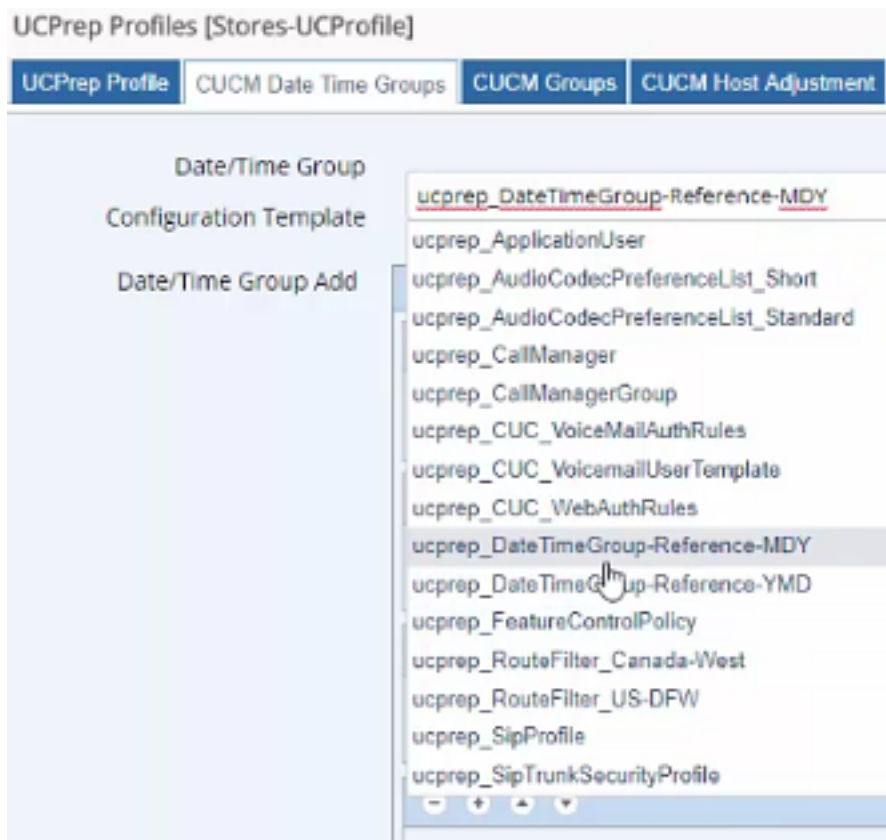 UCPrep Profiles [Stores-UCProfile]
UCPrep Profile CUCM Date Time Groups CUCM Groups CUCM Host Adjustment
Date/Time Group
Configuration Template
ucprep_DateTimeGroup-Reference-MDY
Date/Time Group Add
ucprep_ApplicationUser
ucprep_AudioCodecPreferenceList_Short
ucprep_AudioCodecPreferenceList_Standard
ucprep_CallManager
ucprep_CallManagerGroup
ucprep_CUC_VoiceMailAuthRules
ucprep_CUC_VoicemailUserTemplate
ucprep_CUC_WebAuthRules
ucprep_DateTimeGroup-Reference-MDY
ucprep_DateTimeGroup-Reference-YMD
ucprep_FeatureControlPolicy
ucprep_RouteFilter_Canada-West
ucprep_RouteFilter_US-DFW
ucprep_SipProfile
ucprep_SipTrunkSecurityProfile